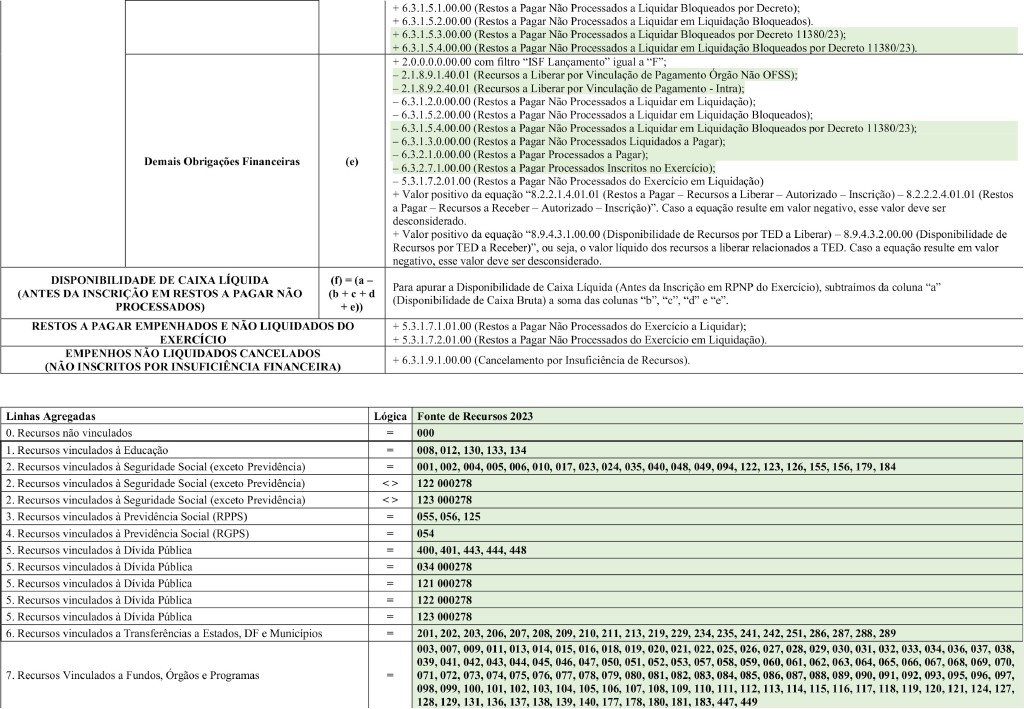 + 6.3.1.5.1.00.00 (Restos a Pagar Não Processados a Liquidar Bloqueados por Decreto);
+ 6.3.1.5.2.00.00 (Restos a Pagar Não Processados a Liquidar em Liquidação Bloqueados).
+ 6.3.1.5.3.00.00 (Restos a Pagar Não Processados a Liquidar Bloqueados por Decreto 11380/23);
+ 6.3.1.5.4.00.00 (Restos a Pagar Não Processados a Liquidar em Liquidação Bloqueados por Decreto 11380/23).
Demais Obrigações Financeiras
(e)
+ 2.0.0.0.0.00.00 com filtro “ISF Lançamento” igual a “F”;
– 2.1.8.9.1.40.01 (Recursos a Liberar por Vinculação de Pagamento Órgão Não OFSS);
– 2.1.8.9.2.40.01 (Recursos a Liberar por Vinculação de Pagamento - Intra);
– 6.3.1.2.0.00.00 (Restos a Pagar Não Processados a Liquidar em Liquidação);
– 6.3.1.5.2.00.00 (Restos a Pagar Não Processados a Liquidar em Liquidação Bloqueados);
– 6.3.1.5.4.00.00 (Restos a Pagar Não Processados a Liquidar em Liquidação Bloqueados por Decreto 11380/23);
– 6.3.1.3.0.00.00 (Restos a Pagar Não Processados Liquidados a Pagar);
– 6.3.2.1.0.00.00 (Restos a Pagar Processados a Pagar);
– 6.3.2.7.1.00.00 (Restos a Pagar Processados Inscritos no Exercício);
– 5.3.1.7.2.01.00 (Restos a Pagar Não Processados do Exercício em Liquidação)
+ Valor positivo da equação “8.2.2.1.4.01.01 (Restos a Pagar – Recursos a Liberar – Autorizado – Inscrição) – 8.2.2.2.4.01.01 (Restos
a Pagar – Recursos a Receber – Autorizado – Inscrição)”. Caso a equação resulte em valor negativo, esse valor deve ser
desconsiderado.
+ Valor positivo da equação “8.9.4.3.1.00.00 (Disponibilidade de Recursos por TED a Liberar) – 8.9.4.3.2.00.00 (Disponibilidade de
Recursos por TED a Receber)”, ou seja, o valor líquido dos recursos a liberar relacionados a TED. Caso a equação resulte em valor
negativo, esse valor deve ser desconsiderado.
DISPONIBILIDADE DE CAIXA LÍQUIDA
(ANTES DA INSCRIÇÃO EM RESTOS A PAGAR NÃO
PROCESSADOS)
(f) = (a –
(b + c + d
+ e))
Para apurar a Disponibilidade de Caixa Líquida (Antes da Inscrição em RPNP do Exercício), subtraímos da coluna “a”
(Disponibilidade de Caixa Bruta) a soma das colunas “b”, “c”, “d” e “e”.
RESTOS A PAGAR EMPENHADOS E NÃO LIQUIDADOS DO
EXERCÍCIO
+ 5.3.1.7.1.01.00 (Restos a Pagar Não Processados do Exercício a Liquidar);
+ 5.3.1.7.2.01.00 (Restos a Pagar Não Processados do Exercício em Liquidação).
EMPENHOS NÃO LIQUIDADOS CANCELADOS
(NÃO INSCRITOS POR INSUFICIÊNCIA FINANCEIRA)
+ 6.3.1.9.1.00.00 (Cancelamento por Insuficiência de Recursos).
Linhas Agregadas Lógica Fonte de Recursos 2023
0. Recursos não vinculados = 000
1. Recursos vinculados à Educação = 008, 012, 130, 133, 134
2. Recursos vinculados à Seguridade Social (exceto Previdência) = 001, 002, 004, 005, 006, 010, 017, 023, 024, 035, 040, 048, 049, 094, 122, 123, 126, 155, 156, 179, 184
2. Recursos vinculados à Seguridade Social (exceto Previdência) < > 122 000278
2. Recursos vinculados à Seguridade Social (exceto Previdência) < > 123 000278
3. Recursos vinculados à Previdência Social (RPPS) = 055, 056, 125
4. Recursos vinculados à Previdência Social (RGPS) = 054
5. Recursos vinculados à Dívida Pública = 400, 401, 443, 444, 448
5. Recursos vinculados à Dívida Pública = 034 000278
5. Recursos vinculados à Dívida Pública = 121 000278
5. Recursos vinculados à Dívida Pública = 122 000278
5. Recursos vinculados à Dívida Pública = 123 000278
6. Recursos vinculados a Transferências a Estados, DF e Municípios = 201, 202, 203, 206, 207, 208, 209, 210, 211, 213, 219, 229, 234, 235, 241, 242, 251, 286, 287, 288, 289
7. Recursos Vinculados a Fundos, Órgãos e Programas
=
003, 007, 009, 011, 013, 014, 015, 016, 018, 019, 020, 021, 022, 025, 026, 027, 028, 029, 030, 031, 032, 033, 034, 036, 037, 038,
039, 041, 042, 043, 044, 045, 046, 047, 050, 051, 052, 053, 057, 058, 059, 060, 061, 062, 063, 064, 065, 066, 067, 068, 069, 070,
071, 072, 073, 074, 075, 076, 077, 078, 079, 080, 081, 082, 083, 084, 085, 086, 087, 088, 089, 090, 091, 092, 093, 095, 096, 097,
098, 099, 100, 101, 102, 103, 104, 105, 106, 107, 108, 109, 110, 111, 112, 113, 114, 115, 116, 117, 118, 119, 120, 121, 124, 127,
128, 129, 131, 136, 137, 138, 139, 140, 177, 178, 180, 181, 183, 447, 449